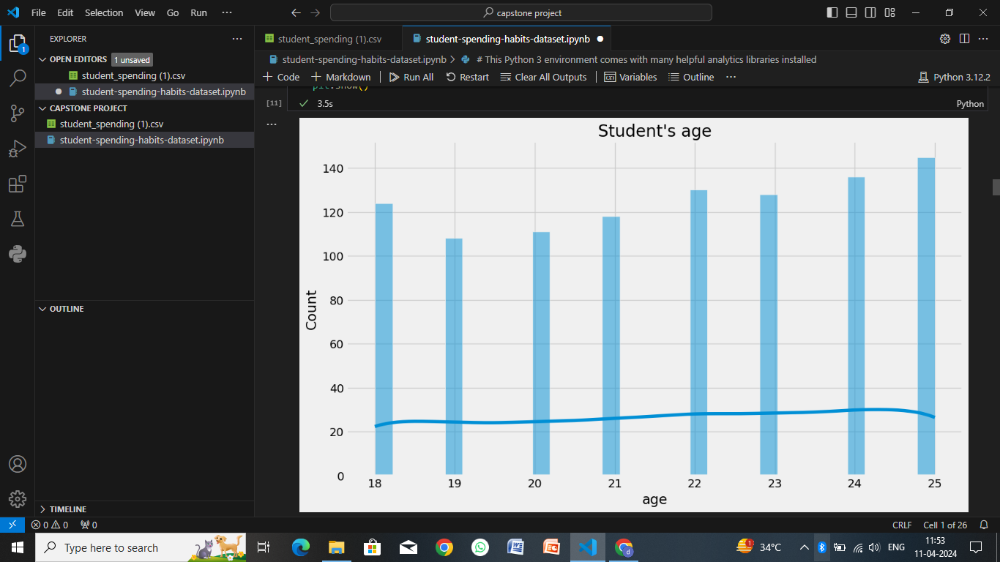 File Edit Selection View Go Run ··· capstone project
EXPLORER ···
OPEN EDITORS 1 unsaved
student_spending (1).csv
student-spending-habits-dataset.ipynb
CAPSTONE PROJECT
student_spending (1).csv
student-spending-habits-dataset.ipynb
OUTLINE
TIMELINE
1
student_spending (1).csv student-spending-habits-dataset.ipynb
student-spending-habits-dataset.ipynb > # This Python 3 environment comes with many helpful analytics libraries installed
+ Code + Markdown Run All Restart Clear All Outputs Variables Outline ··· Python 3.12.2
plt.show()
[11] 3.5s Python
Student's age
Count
140
120
100
80
60
40
20
0
18 19 20 21 22 23 24 25
age
0 0 0 CRLF Cell 1 of 26
Type here to search 1 34°C ENG 11:53
11-04-2024